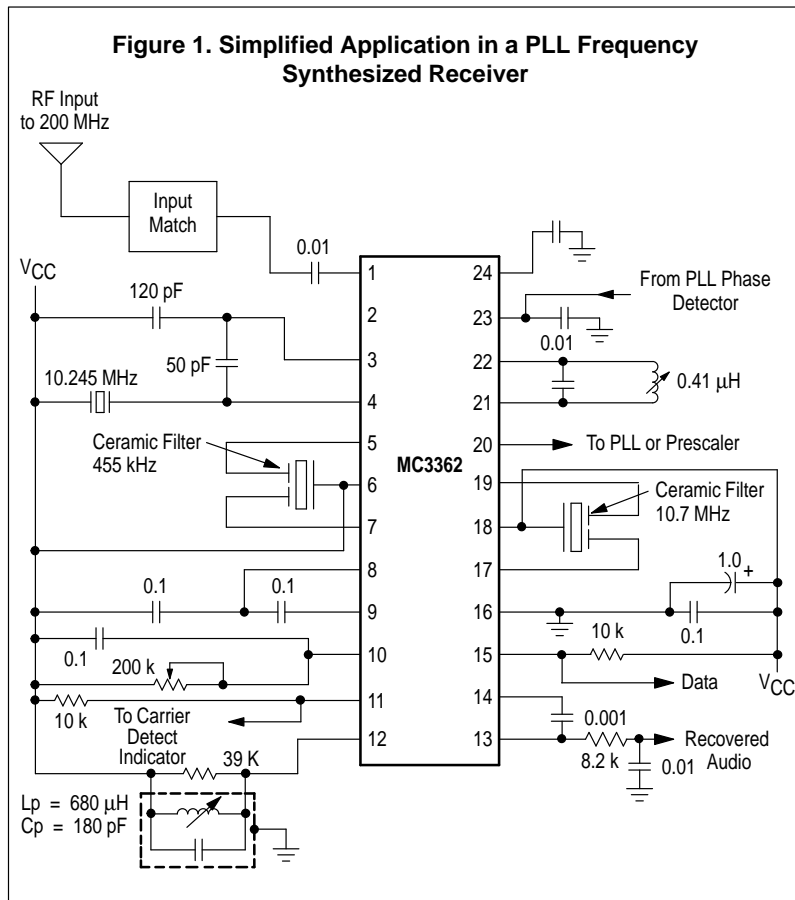 Figure 1. Simplified Application in a PLL Frequency
Synthesized Receiver
RF Input
to 200 MHz
Input
Match
0.01
VCC
120 pF
50 pF
10.245 MHz
Ceramic Filter
455 kHz
0.1
0.1
0.1
200 k
10 k
To Carrier
Detect
Indicator
39 K
Lp = 680 µH
Cp = 180 pF
1
2
3
4
5
6
7
8
9
10
11
12
MC3362
24
23
22
21
20
19
18
17
16
15
14
13
From PLL Phase
Detector
0.01
0.41 µH
To PLL or Prescaler
Ceramic Filter
10.7 MHz
1.0
+
0.1
10 k
Data
VCC
0.001
8.2 k
Recovered
Audio
0.01